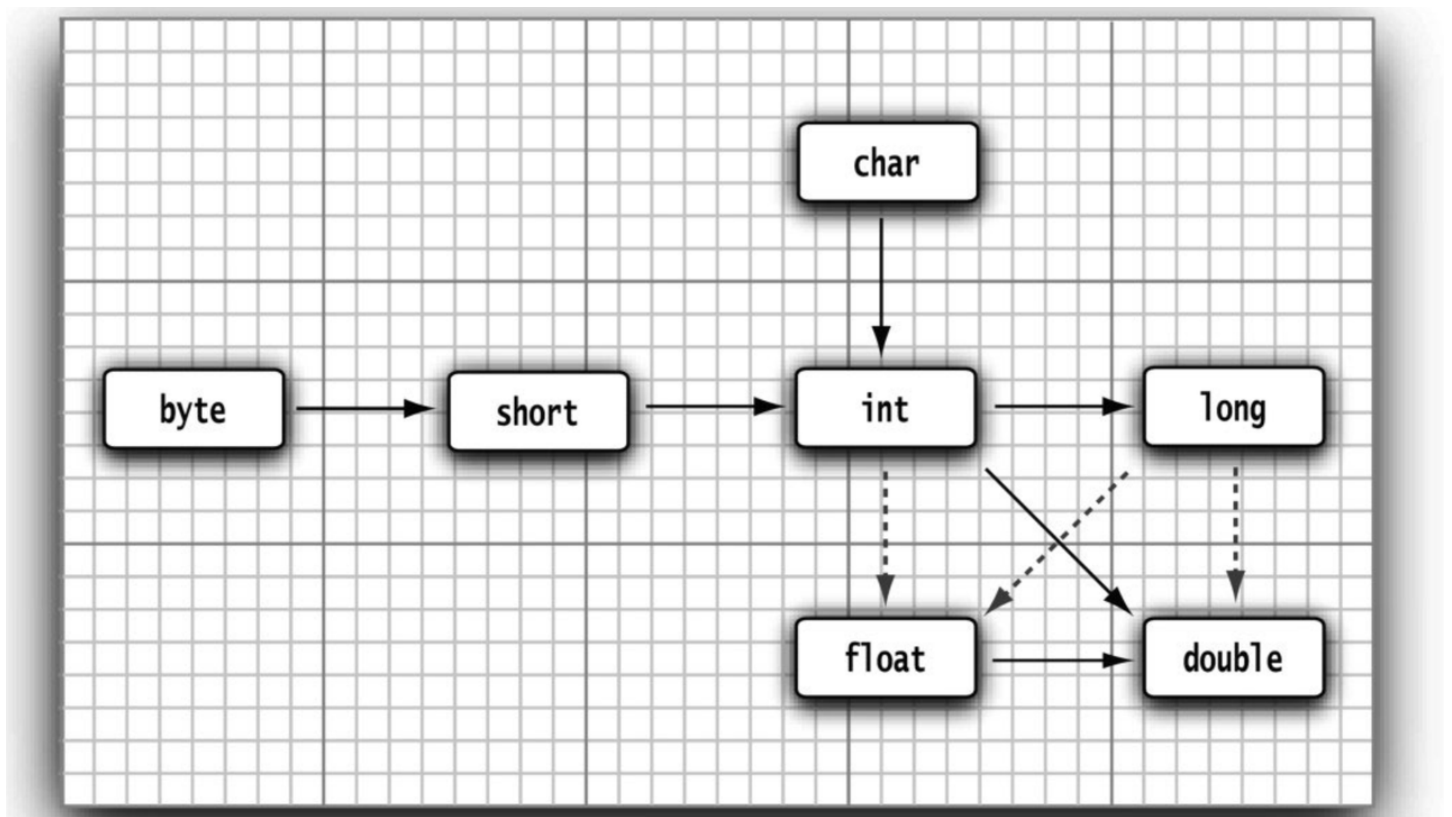 char
byte
short
int
long
float
double